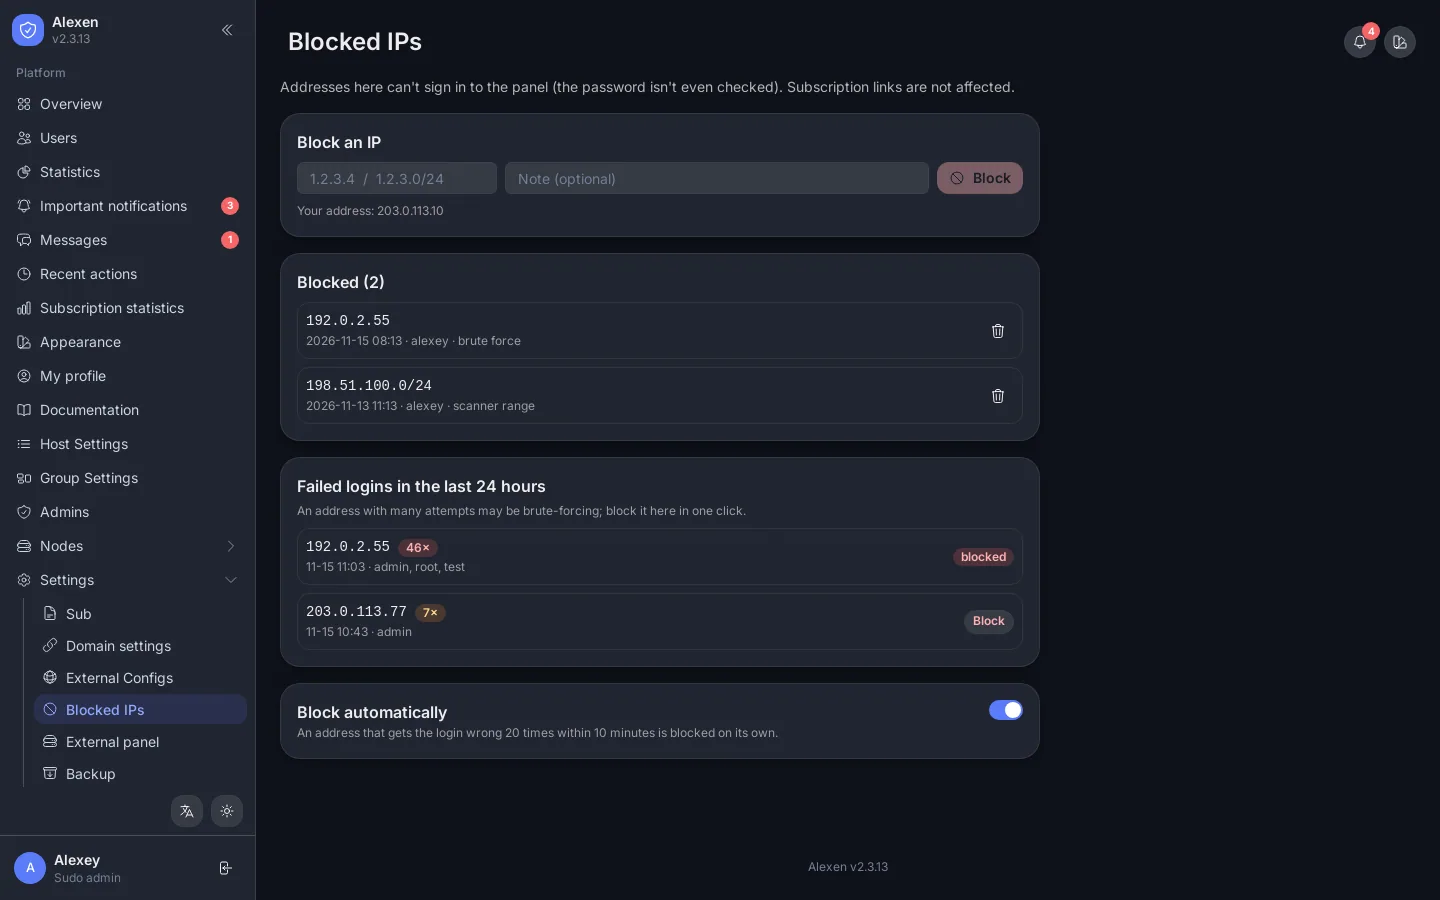 Alexen
v2.3.13
Platform
Overview
Users
Statistics
Important notifications 3
Messages 1
Recent actions
Subscription statistics
Appearance
My profile
Documentation
Host Settings
Group Settings
Admins
Nodes
Settings
Sub
Domain settings
External Configs
Blocked IPs
External panel
Backup
A
Alexey
Sudo admin
Blocked IPs
4
Addresses here can't sign in to the panel (the password isn't even checked). Subscription links are not affected.
Block an IP
1.2.3.4 / 1.2.3.0/24
Note (optional)
Block
Your address: 203.0.113.10
Blocked (2)
192.0.2.55
2026-11-15 08:13 · alexey · brute force
198.51.100.0/24
2026-11-13 11:13 · alexey · scanner range
Failed logins in the last 24 hours
An address with many attempts may be brute-forcing; block it here in one click.
192.0.2.55 46×
11-15 11:03 · admin, root, test
blocked
203.0.113.77 7×
11-15 10:43 · admin
Block
Block automatically
An address that gets the login wrong 20 times within 10 minutes is blocked on its own.
Alexen v2.3.13